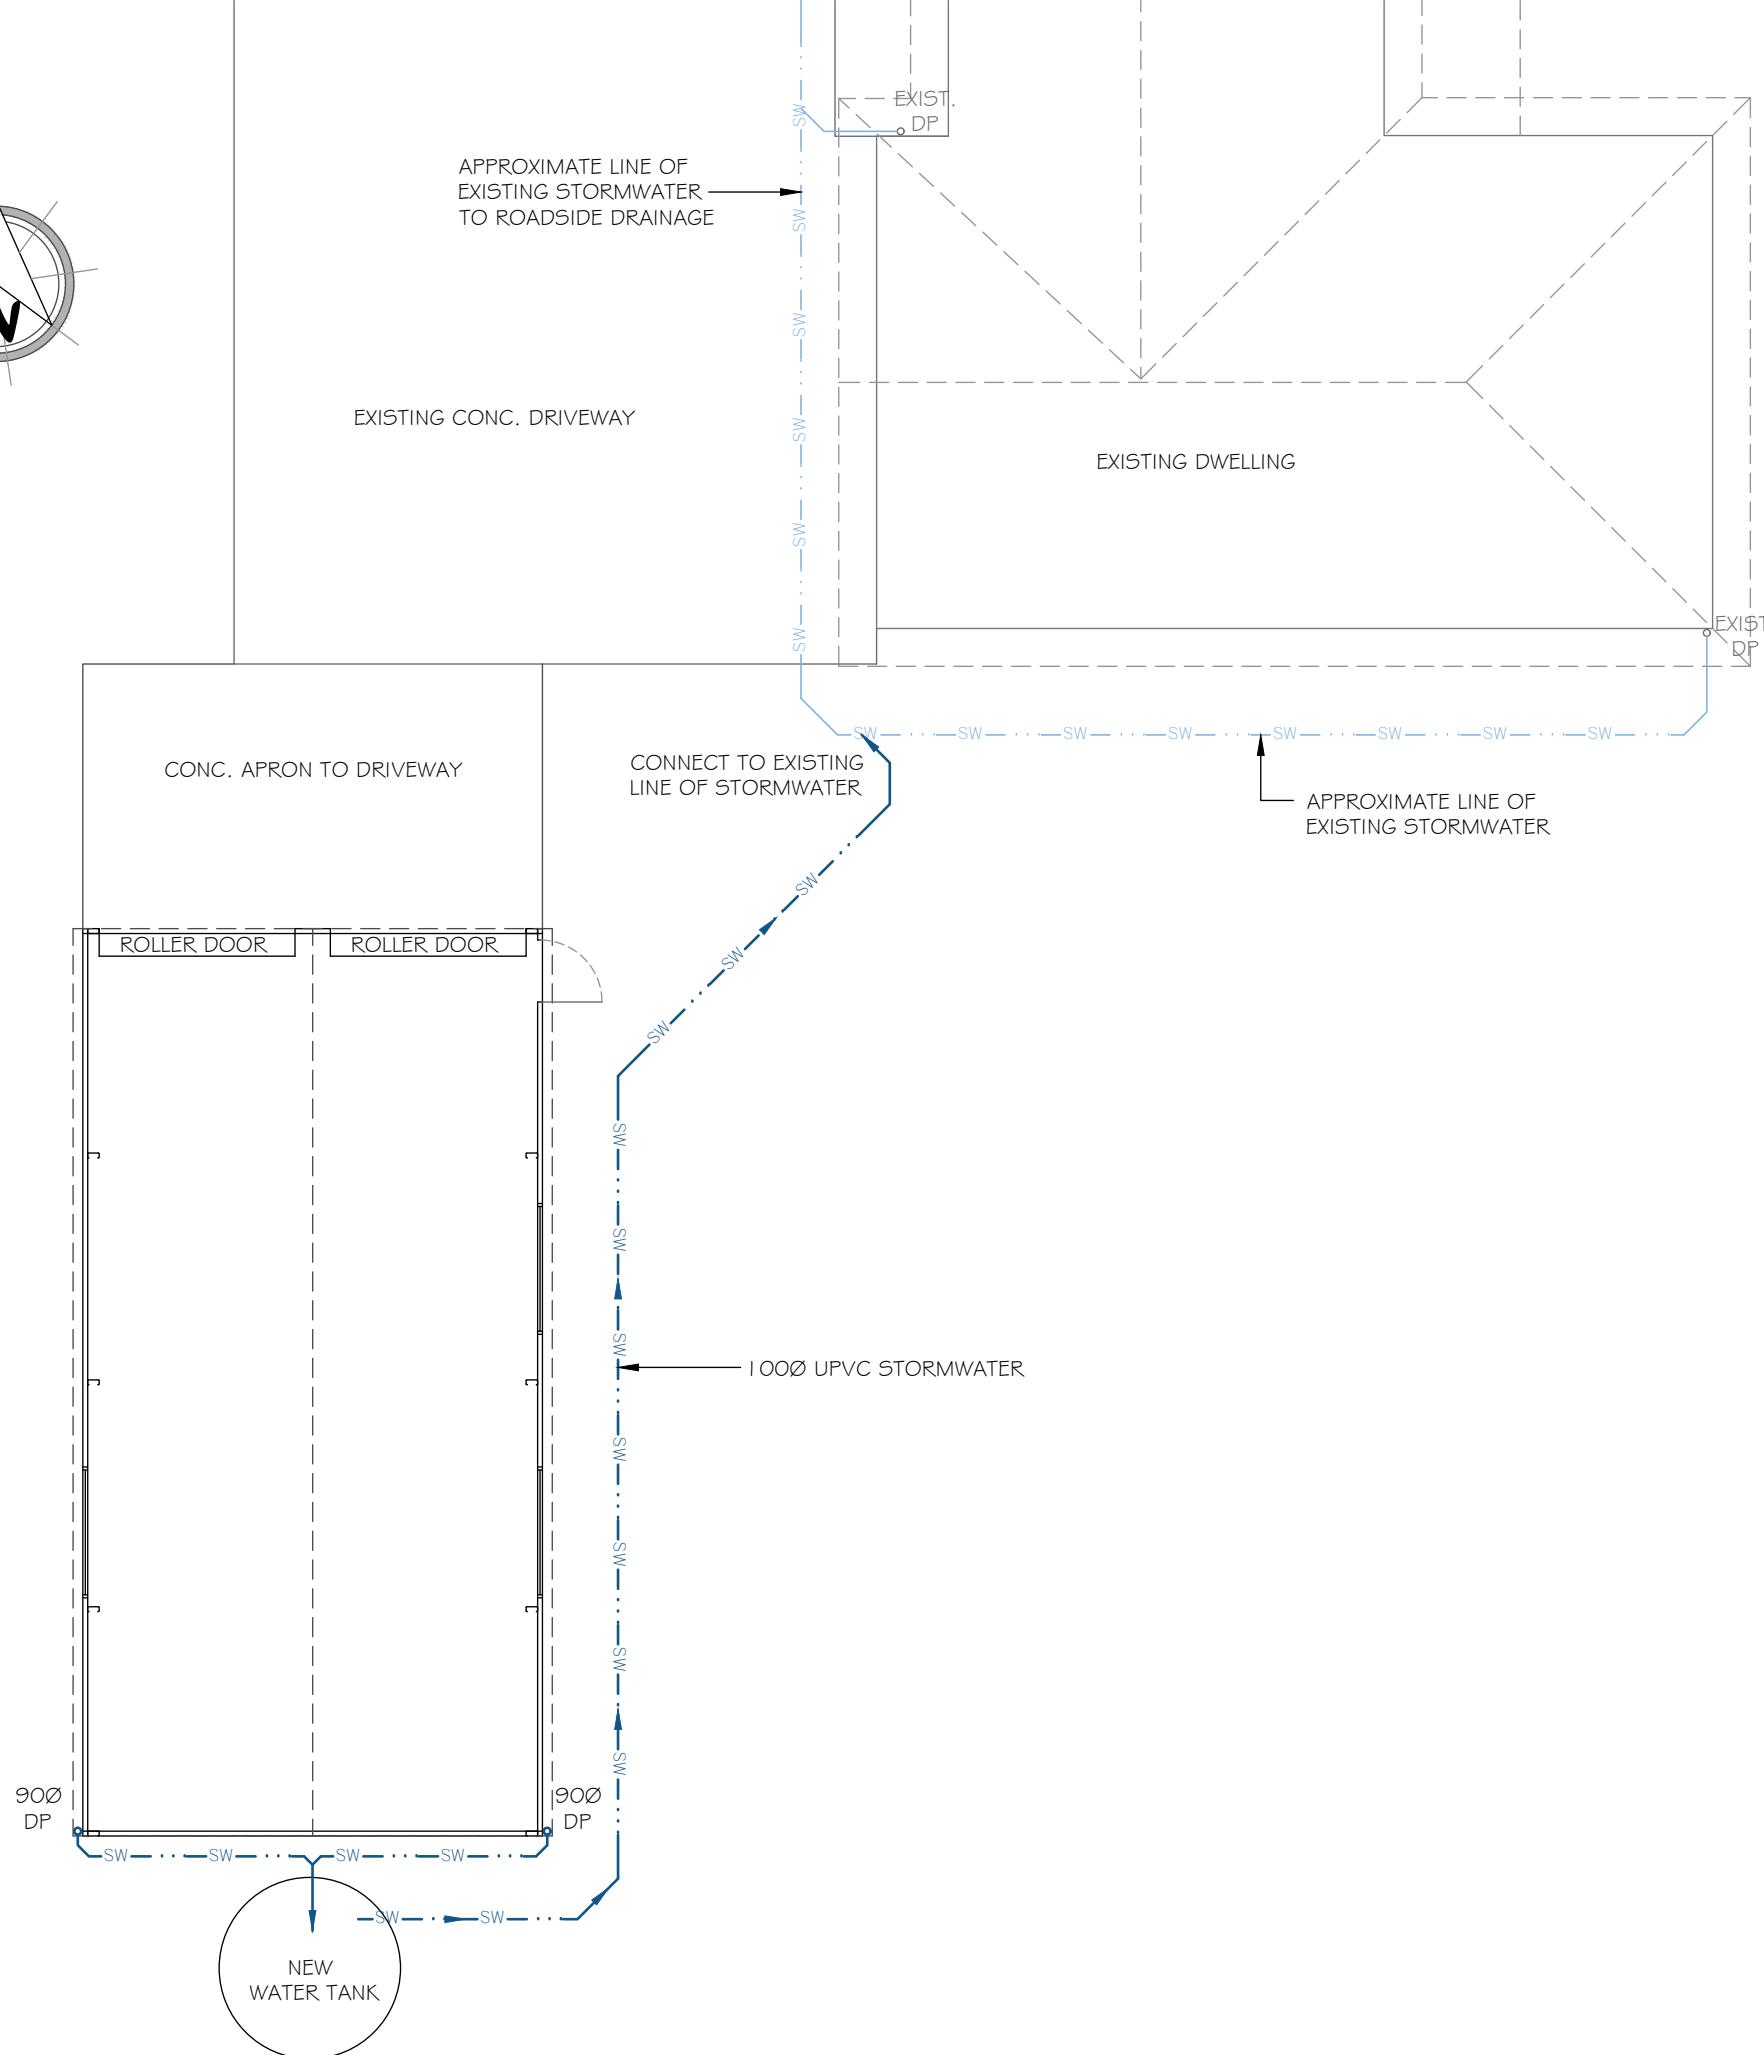 EXIST.
DP
APPROXIMATE LINE OF
EXISTING STORMWATER
TO ROADSIDE DRAINAGE
SW
SW
SW
SW
SW
SW
N
EXISTING CONC. DRIVEWAY
EXISTING DWELLING
EXIST
DP
SW
SW
SW
SW
SW
SW
SW
SW
CONNECT TO EXISTING
LINE OF STORMWATER
CONC. APRON TO DRIVEWAY
APPROXIMATE LINE OF
EXISTING STORMWATER
SW
SW
SW
ROLLER DOOR
ROLLER DOOR
SW
SW
SW
SW
SW
SW
SW
100Ø UPVC STORMWATER
90Ø
DP
90Ø
DP
SW
SW
SW
SW
SW
SW
NEW
WATER TANK